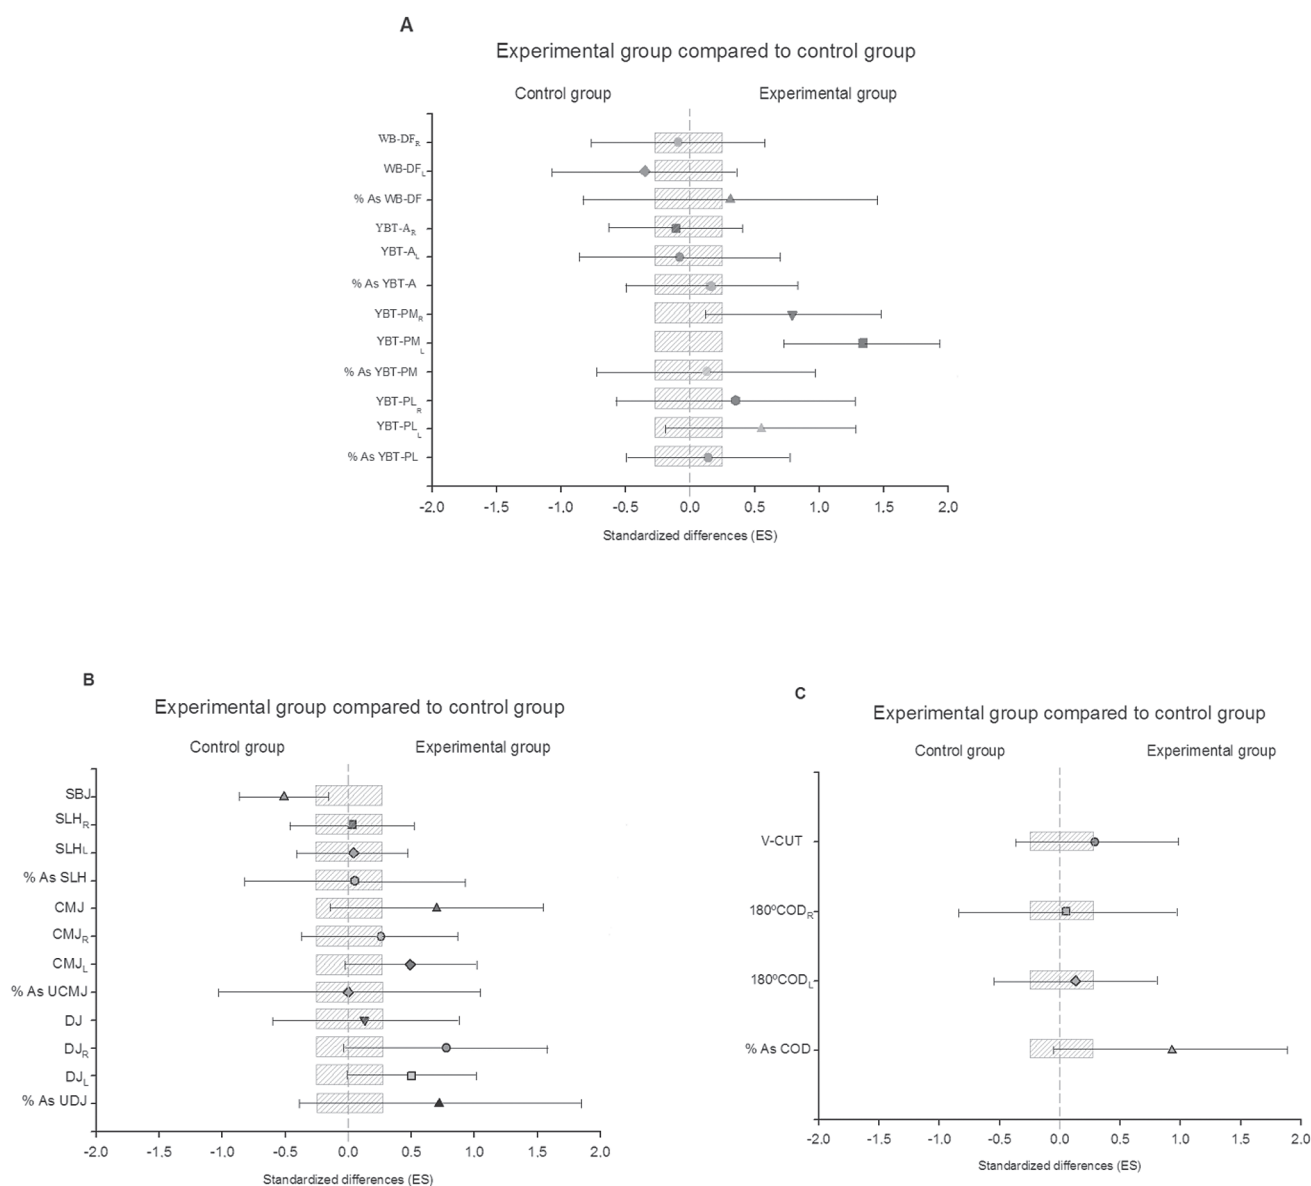 A
Experimental group compared to control group
Control group Experimental group
WB-DFR
WB-DFL
% As WB-DF
YBT-AR
YBT-AL
% As YBT-A
YBT-PMR
YBT-PML
% As YBT-PM
YBT-PLR
YBT-PLL
% As YBT-PL
-2.0 -1.5 -1.0 -0.5 0.0 0.5 1.0 1.5 2.0
Standardized differences (ES)
B
Experimental group compared to control group
Control group Experimental group
SBJ
SLHR
SLHL
% As SLH
CMJ
CMJR
CMJL
% As UCMJ
DJ
DJR
DJL
% As UDJ
-2.0 -1.5 -1.0 -0.5 0.0 0.5 1.0 1.5 2.0
Standardized differences (ES)
C
Experimental group compared to control group
Control group Experimental group
V-CUT
180ºCODR
180ºCODL
% As COD
-2.0 -1.5 -1.0 -0.5 0.0 0.5 1.0 1.5 2.0
Standardized differences (ES)